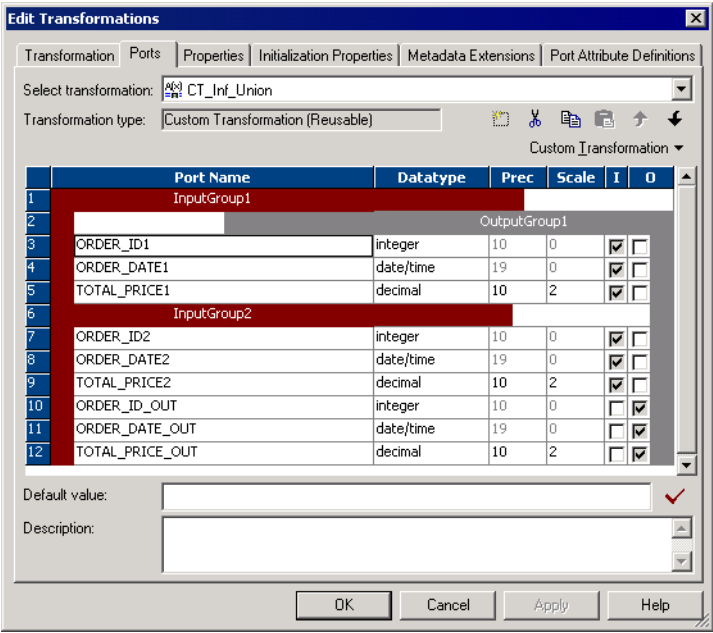 Edit Transformations
Transformation Ports Properties Initialization Properties Metadata Extensions Port Attribute Definitions
Select transformation: CT_Inf_Union
Transformation type: Custom Transformation (Reusable)
Custom Transformation
Port Name Datatype Prec Scale I O
1 InputGroup1
2 OutputGroup1
3 ORDER_ID1 integer 10 0
4 ORDER_DATE1 date/time 19 0
5 TOTAL_PRICE1 decimal 10 2
6 InputGroup2
7 ORDER_ID2 integer 10 0
8 ORDER_DATE2 date/time 19 0
9 TOTAL_PRICE2 decimal 10 2
10 ORDER_ID_OUT integer 10 0
11 ORDER_DATE_OUT date/time 19 0
12 TOTAL_PRICE_OUT decimal 10 2
Default value:
Description:
OK Cancel Apply Help